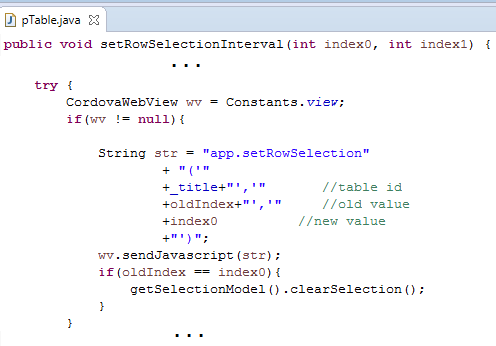 pTable.java
public void setRowSelectionInterval(int index0, int index1) {
...
try {
CordovaWebView wv = Constants.view;
if(wv != null){
String str = "app.setRowSelection"
+ "('"
+_title+"','" //table id
+oldIndex+"','" //old value
+index0 //new value
+"')";
wv.sendJavascript(str);
if(oldIndex == index0){
getSelectionModel().clearSelection();
}
}
...